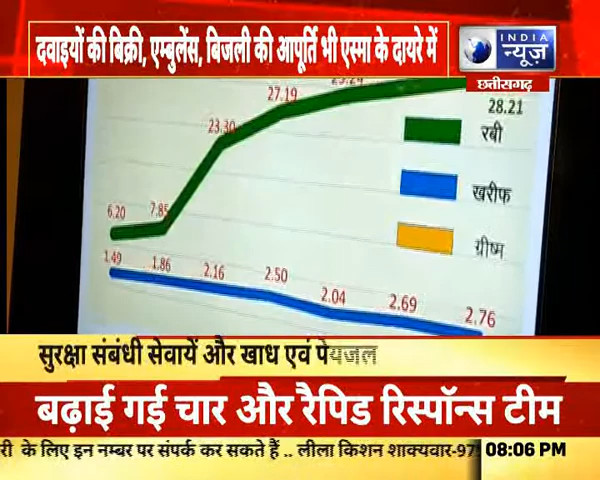 दवाइयों की बिक्री, एम्बुलेंस, बिजली की आपूर्ति भी एस्मा के दायरे में
INDIA
न्यूज़
छत्तीसगढ़
27.19
28.21
23.30
रबी
6.20
7.85
खरीफ
ग्रीष्म
1.49
1.86
2.16
2.50
2.04
2.69
2.76
सुरक्षा संबंधी सेवायें और खाध एवं पेयजल
बढ़ाई गई चार और रैपिड रिस्पॉन्स टीम
के लिए इन नम्बर पर संपर्क कर सकते हैं .. लीला किशन शाक्यवार-97
08:06 PM